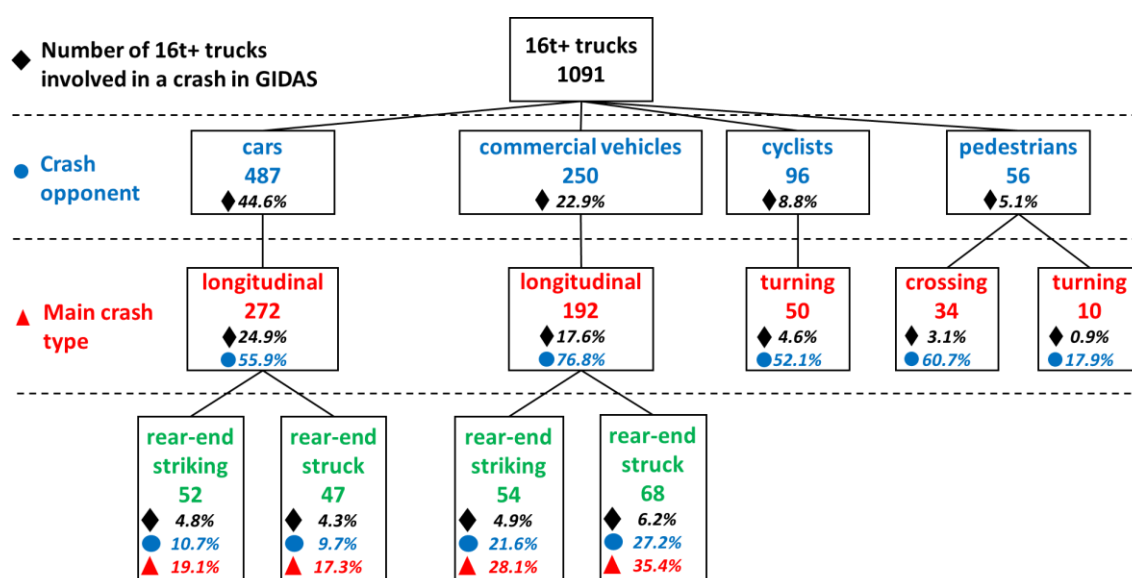 Number of 16t+ trucks
involved in a crash in GIDAS
16t+ trucks
1091
Crash
opponent
cars
487
44.6%
commercial vehicles
250
22.9%
cyclists
96
8.8%
pedestrians
56
5.1%
Main crash
type
longitudinal
272
24.9%
55.9%
longitudinal
192
17.6%
76.8%
turning
50
4.6%
52.1%
crossing
34
3.1%
60.7%
turning
10
0.9%
17.9%
rear-end
striking
52
4.8%
10.7%
19.1%
rear-end
struck
47
4.3%
9.7%
17.3%
rear-end
striking
54
4.9%
21.6%
28.1%
rear-end
struck
68
6.2%
27.2%
35.4%